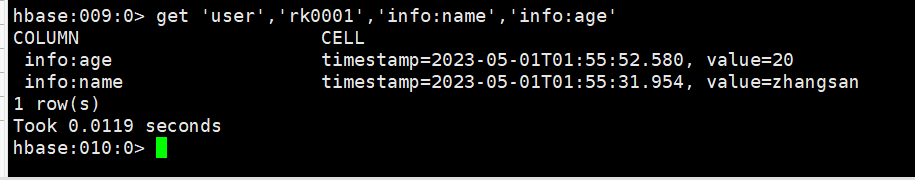 hbase:009:0> get 'user','rk0001','info:name','info:age'
COLUMN CELL
info:age timestamp=2023-05-01T01:55:52.580, value=20
info:name timestamp=2023-05-01T01:55:31.954, value=zhangsan
1 row(s)
Took 0.0119 seconds
hbase:010:0>